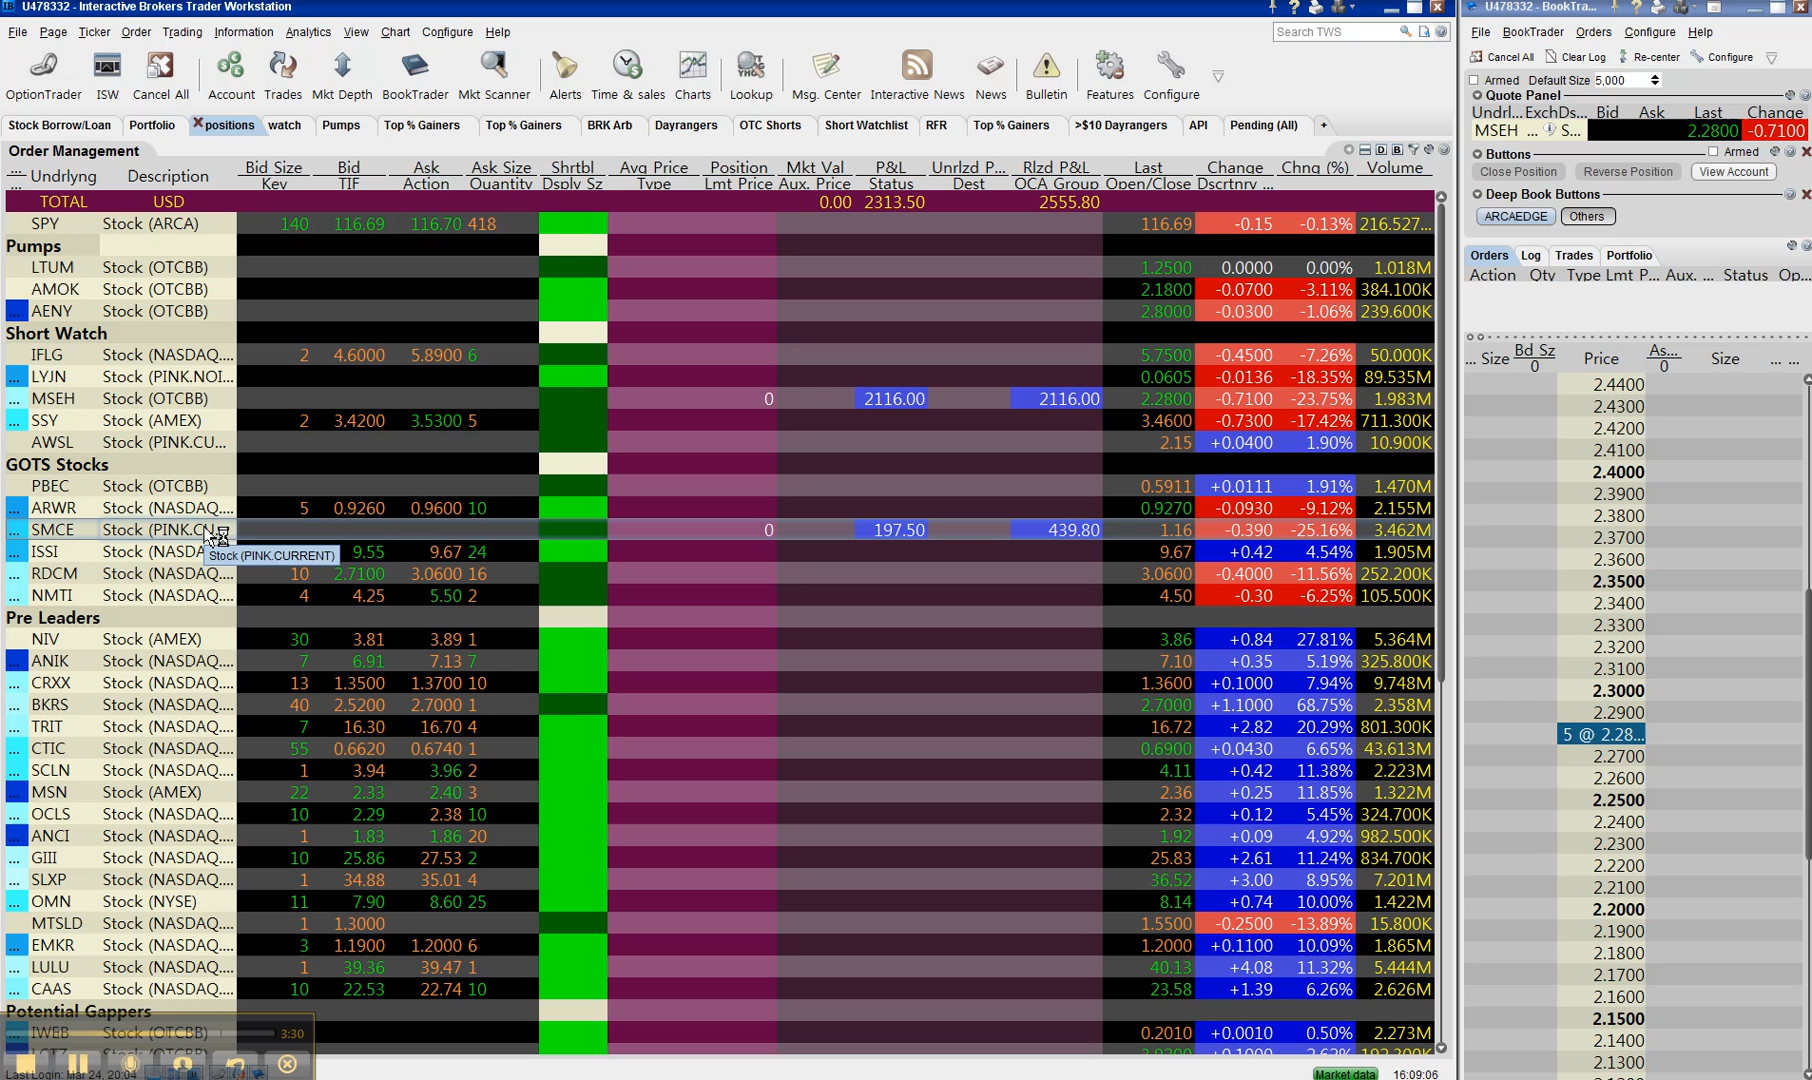 U478332 - Interactive Brokers Trader Workstation
File Page Ticker Order Trading Information Analytics View Chart Configure Help
Search TWS
OptionTrader ISW Cancel All Account Trades Mkt Depth BookTrader Mkt Scanner Alerts Time & sales Charts Lookup Msg. Center Interactive News News Bulletin Features Configure
Stock Borrow/Loan Portfolio positions watch Pumps Top % Gainers Top % Gainers BRK Arb Dayrangers OTC Shorts Short Watchlist RFR Top % Gainers >$10 Dayrangers API Pending (All) +
Order Management
... Undrlyng Description Bid Size Bid Ask Ask Size Shrtbl Avg Price Position Mkt Val P&L Unrlzd P... Rlzd P&L Last Change Chng (%) Volume
... Key TIF Action Quantity Dsply Sz Type Lmt Price Aux. Price Status Dest OCA Group Open/Close Dscrtnry ...
TOTAL USD 0.00 2313.50 2555.80
SPY Stock (ARCA) 140 116.69 116.70 418 116.69 -0.15 -0.13% 216.527...
Pumps
LTUM Stock (OTCBB) 1.2500 0.0000 0.00% 1.018M
AMOK Stock (OTCBB) 2.1800 -0.0700 -3.11% 384.100K
... AENY Stock (OTCBB) 2.8000 -0.0300 -1.06% 239.600K
Short Watch
IFLG Stock (NASDAQ.... 2 4.6000 5.8900 6 5.7500 -0.4500 -7.26% 50.000K
... LYJN Stock (PINK.NOI... 0.0605 -0.0136 -18.35% 89.535M
... MSEH Stock (OTCBB) 0 2116.00 2116.00 2.2800 -0.7100 -23.75% 1.983M
... SSY Stock (AMEX) 2 3.4200 3.5300 5 3.4600 -0.7300 -17.42% 711.300K
AWSL Stock (PINK.CU... 2.15 +0.0400 1.90% 10.900K
GOTS Stocks
PBEC Stock (OTCBB) 0.5911 +0.0111 1.91% 1.470M
... ARWR Stock (NASDAQ.... 5 0.9260 0.9600 10 0.9270 -0.0930 -9.12% 2.155M
... SMCE Stock (PINK.CU... 0 197.50 439.80 1.16 -0.390 -25.16% 3.462M
Stock (PINK.CURRENT)
... ISSI Stock (NASDA 9.55 9.67 24 9.67 +0.42 4.54% 1.905M
... RDCM Stock (NASDAQ.... 10 2.7100 3.0600 16 3.0600 -0.4000 -11.56% 252.200K
... NMTI Stock (NASDAQ.... 4 4.25 5.50 2 4.50 -0.30 -6.25% 105.500K
Pre Leaders
NIV Stock (AMEX) 30 3.81 3.89 1 3.86 +0.84 27.81% 5.364M
... ANIK Stock (NASDAQ.... 7 6.91 7.13 7 7.10 +0.35 5.19% 325.800K
... CRXX Stock (NASDAQ.... 13 1.3500 1.3700 10 1.3600 +0.1000 7.94% 9.748M
... BKRS Stock (NASDAQ.... 40 2.5200 2.7000 1 2.7000 +1.1000 68.75% 2.358M
... TRIT Stock (NASDAQ.... 7 16.30 16.70 4 16.72 +2.82 20.29% 801.300K
... CTIC Stock (NASDAQ.... 55 0.6620 0.6740 1 0.6900 +0.0430 6.65% 43.613M
... SCLN Stock (NASDAQ.... 1 3.94 3.96 2 4.11 +0.42 11.38% 2.223M
... MSN Stock (AMEX) 22 2.33 2.40 3 2.36 +0.25 11.85% 1.322M
... OCLS Stock (NASDAQ.... 10 2.29 2.38 10 2.32 +0.12 5.45% 324.700K
... ANCI Stock (NASDAQ.... 1 1.83 1.86 20 1.92 +0.09 4.92% 982.500K
... GIII Stock (NASDAQ.... 10 25.86 27.53 2 25.83 +2.61 11.24% 834.700K
... SLXP Stock (NASDAQ.... 1 34.88 35.01 4 36.52 +3.00 8.95% 7.201M
... OMN Stock (NYSE) 11 7.90 8.60 25 8.14 +0.74 10.00% 1.422M
MTSLD Stock (NASDAQ.... 1 1.3000 1.5500 -0.2500 -13.89% 15.800K
... EMKR Stock (NASDAQ.... 3 1.1900 1.2000 6 1.2000 +0.1100 10.09% 1.865M
... LULU Stock (NASDAQ.... 1 39.36 39.47 1 40.13 +4.08 11.32% 5.444M
... CAAS Stock (NASDAQ.... 10 22.53 22.74 10 23.58 +1.39 6.26% 2.626M
Potential Gappers
... IWEB Stock (OTCBB) 0.2010 +0.0010 0.50% 2.273M
3:30
Last Login: Mar 24, 20:04
Market data 16:09:06
U478332 - BookTra...
File BookTrader Orders Configure Help
Cancel All Clear Log Re-center Configure
Armed Default Size 5,000
Quote Panel
Undrl... ExchDs... Bid Ask Last Change
MSEH ... S... 2.2800 -0.7100
Buttons Armed
Close Position Reverse Position View Account
Deep Book Buttons
ARCAEDGE Others
Orders Log Trades Portfolio
Action Qty Type Lmt P... Aux. ... Status Op...
... Size Bd Sz Price As... Size ... ...
0 0
2.4400
2.4300
2.4200
2.4100
2.4000
2.3900
2.3800
2.3700
2.3600
2.3500
2.3400
2.3300
2.3200
2.3100
2.3000
2.2900
5 @ 2.28...
2.2700
2.2600
2.2500
2.2400
2.2300
2.2200
2.2100
2.2000
2.1900
2.1800
2.1700
2.1600
2.1500
2.1400
2.1300